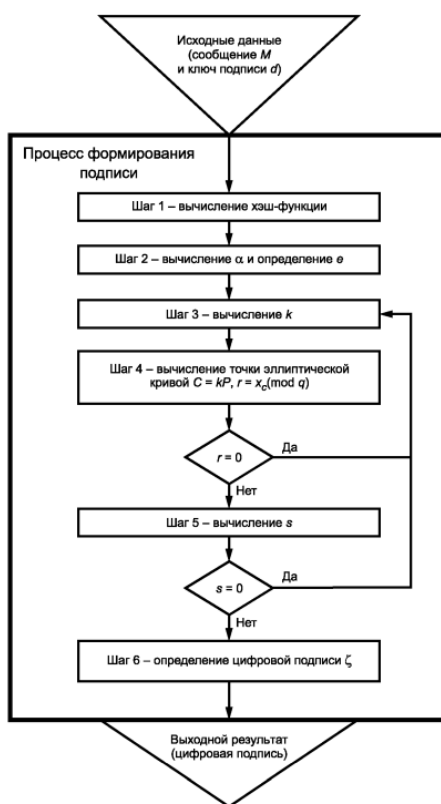 Исходные данные
(сообщение M
и ключ подписи d)
Процесс формирования
подписи
Шаг 1 – вычисление хэш-функции
Шаг 2 – вычисление α и определение e
Шаг 3 – вычисление k
Шаг 4 – вычисление точки эллиптической
кривой C = kP, r = x_c(mod q)
r = 0
Да
Нет
Шаг 5 – вычисление s
s = 0
Да
Нет
Шаг 6 – определение цифровой подписи ζ
Выходной результат
(цифровая подпись)